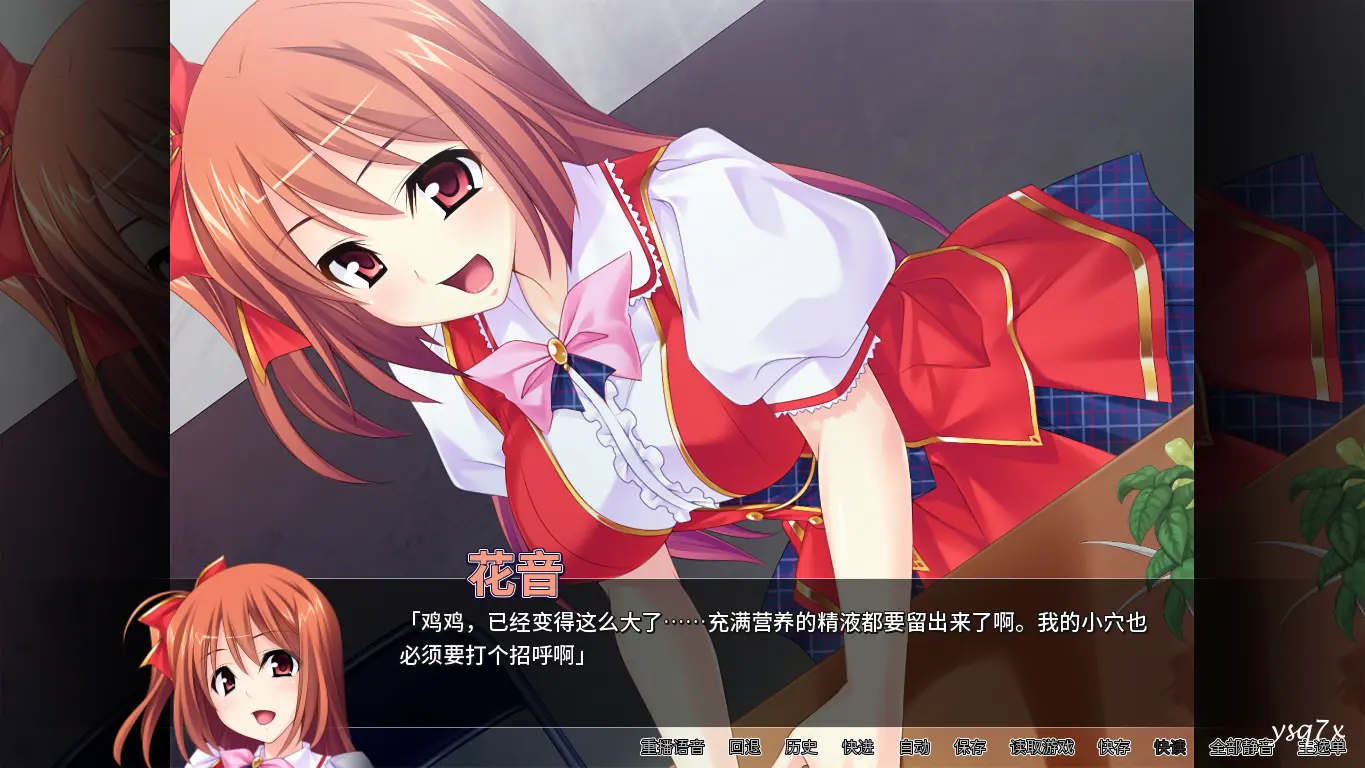 花音
「鸡鸡，已经变得这么大了……充满营养的精液都要留出来了啊。我的小穴也
必须要打个招呼啊」
ysq7x
重播语音 回退 历史 快进 自动 保存 读取游戏 快存 快读 全部静音 主选单